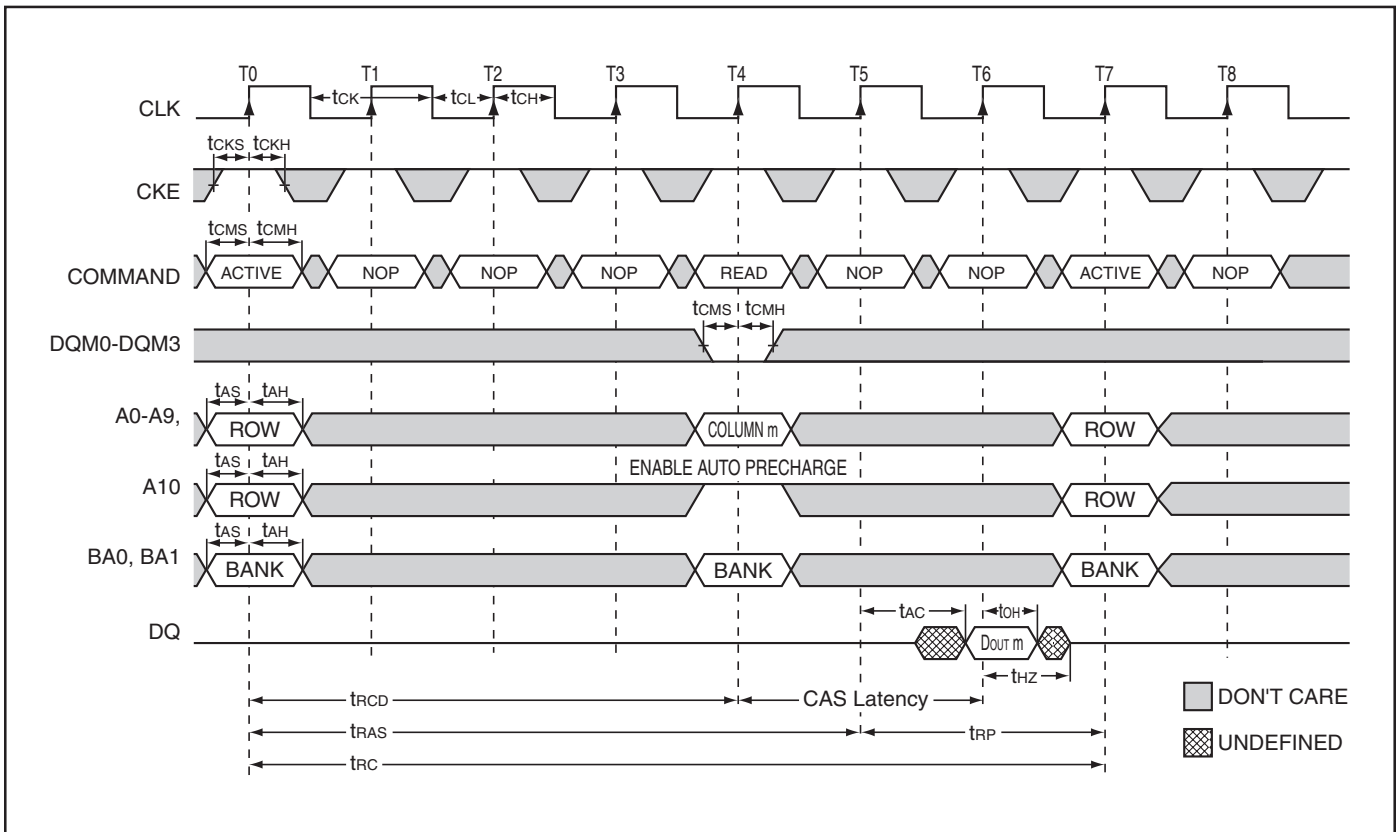 T0 T1 T2 T3 T4 T5 T6 T7 T8
CLK
tCK tCL tCH
tCKS tCKH
CKE
tCMS tCMH
COMMAND
ACTIVE NOP NOP NOP READ NOP NOP ACTIVE NOP
tCMS tCMH
DQM0-DQM3
tAS tAH
A0-A9,
ROW COLUMN m ROW
tAS tAH
ENABLE AUTO PRECHARGE
A10
ROW ROW
tAS tAH
BA0, BA1
BANK BANK BANK
tAC tOH
DQ
DOUT m
tHZ
tRCD CAS Latency
DON'T CARE
tRAS tRP
UNDEFINED
tRC